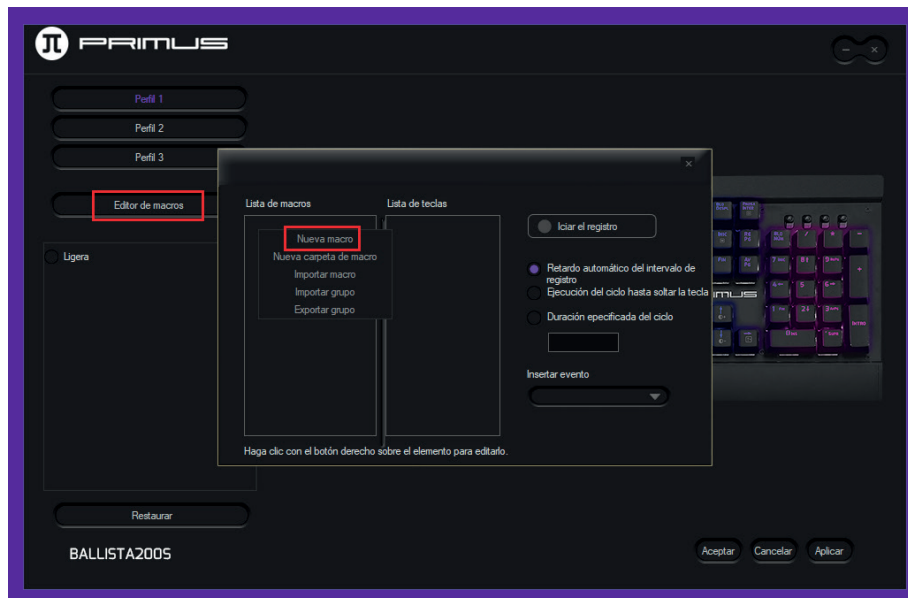 PRIMUS
Perfil 1
Perfil 2
Perfil 3
Editor de macros
Ligera
Lista de macros
Lista de teclas
Nueva macro
Nueva carpeta de macro
Importar macro
Importar grupo
Exportar grupo
Iciar el registro
Retardo automático del intervalo de
registro
Ejecución del ciclo hasta soltar la tecla
Duración epecificada del ciclo
Insertar evento
Haga clic con el botón derecho sobre el elemento para editarlo.
Restaurar
BALLISTA200S
Aceptar
Cancelar
Aplicar